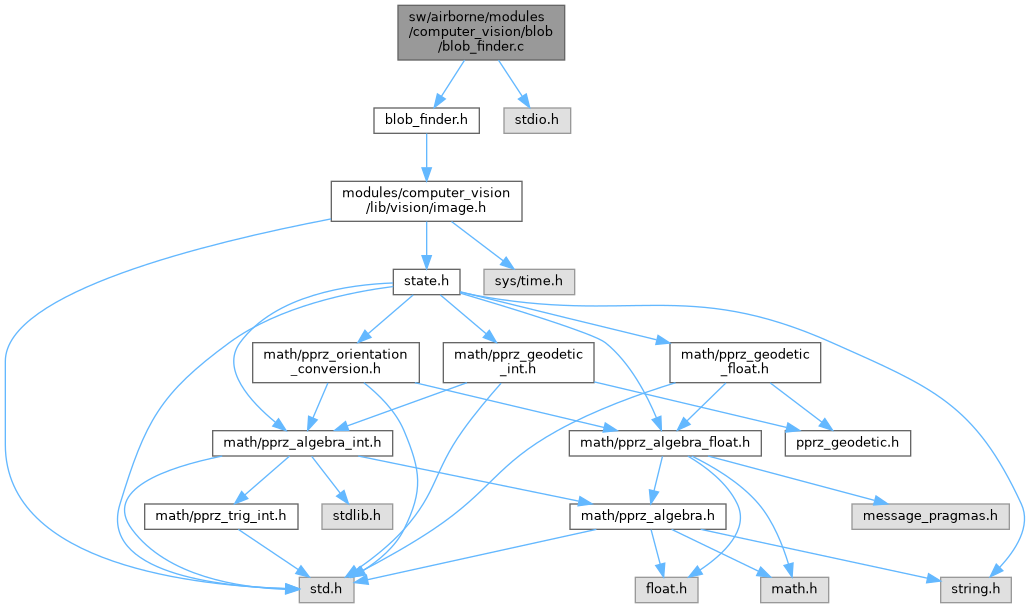 sw/airborne/modules
/computer_vision/blob
/blob_finder.c
blob_finder.h
stdio.h
modules/computer_vision
/lib/vision/image.h
state.h
sys/time.h
math/pprz_orientation
_conversion.h
math/pprz_geodetic
_int.h
math/pprz_geodetic
_float.h
math/pprz_algebra_int.h
math/pprz_algebra_float.h
pprz_geodetic.h
math/pprz_trig_int.h
stdlib.h
math/pprz_algebra.h
message_pragmas.h
std.h
float.h
math.h
string.h